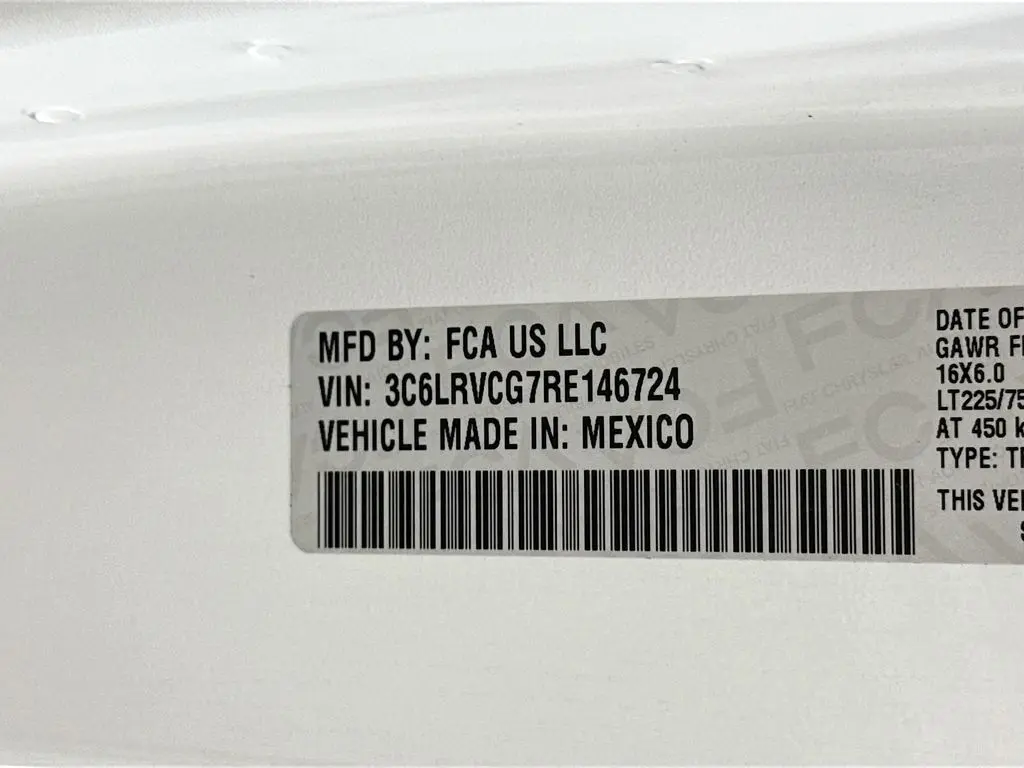 MFD BY: FCA US LLC
VIN: 3C6LRVCG7RE146724
VEHICLE MADE IN: MEXICO
DATE OF
GAWR
16X6.0
LT225/75
AT 450
TYPE:
THIS